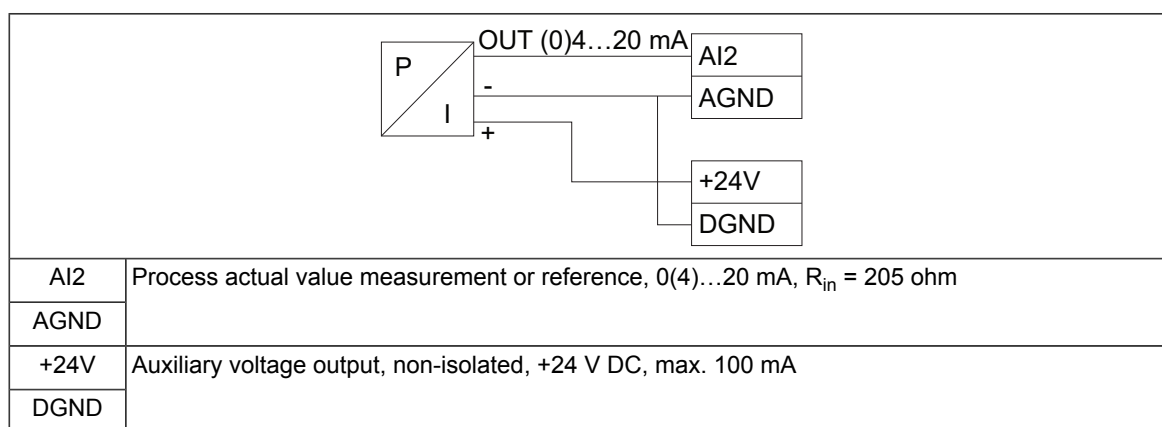 OUT (0)4…20 mA
P
I
-
+
AI2
AGND
+24V
DGND
AI2 Process actual value measurement or reference, 0(4)…20 mA, Rin = 205 ohm
AGND
+24V Auxiliary voltage output, non-isolated, +24 V DC, max. 100 mA
DGND